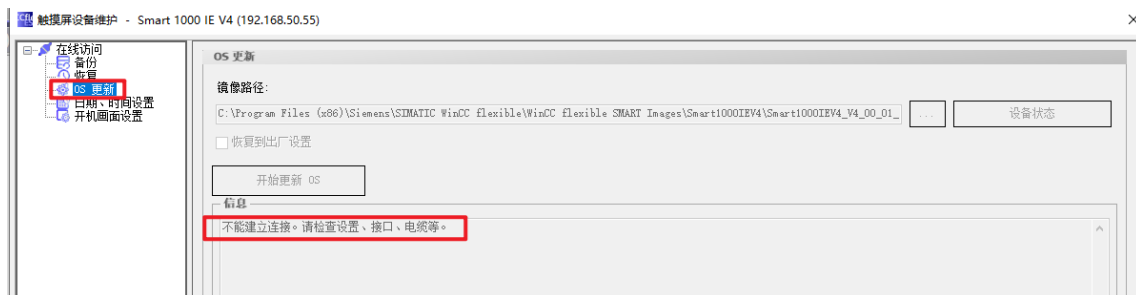 触摸屏设备维护 - Smart 1000 IE V4 (192.168.50.55)
在线访问
备份
恢复
OS 更新
日期、时间设置
开机画面设置
OS 更新
镜像路径:
C:\Program Files (x86)\Siemens\SIMATIC WinCC flexible\WinCC flexible SMART Images\Smart1000IEV4\Smart1000IEV4_V4_00_01_
...
设备状态
恢复到出厂设置
开始更新 OS
信息
不能建立连接。请检查设置、接口、电缆等。